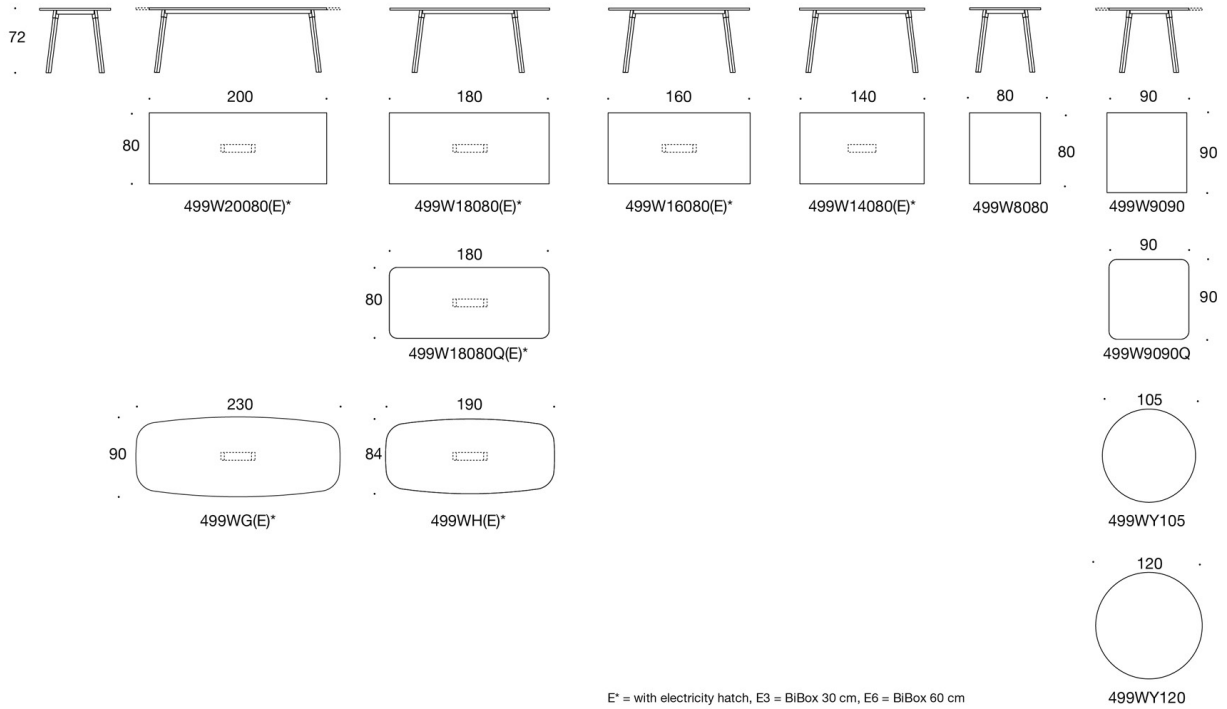 72
200
180
160
140
80
90
80
80
90
499W20080(E)*
499W18080(E)*
499W16080(E)*
499W14080(E)*
499W8080
499W9090
180
90
80
90
499W18080Q(E)*
499W9090Q
230
190
105
90
84
499WG(E)*
499WH(E)*
499WY105
120
E* = with electricity hatch, E3 = BiBox 30 cm, E6 = BiBox 60 cm
499WY120